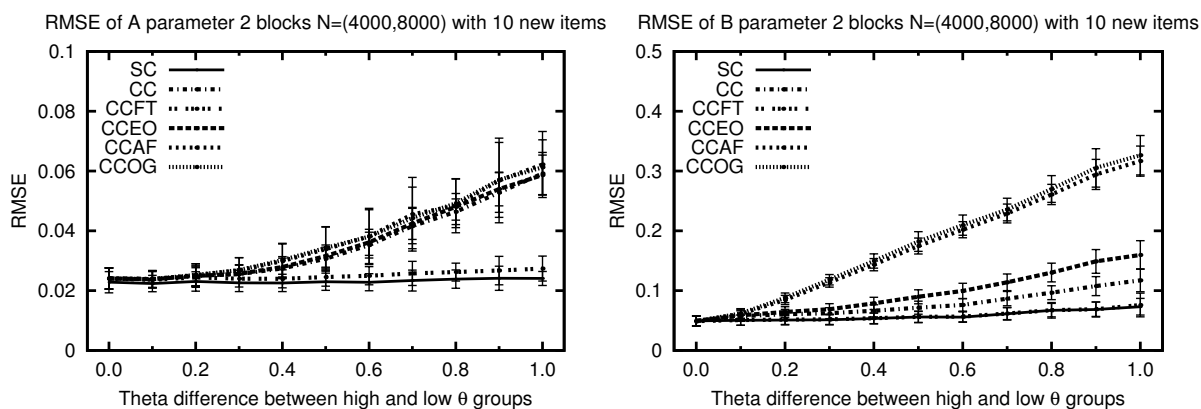 RMSE of A parameter 2 blocks N=(4000,8000) with 10 new items
0.1
0.08
0.06
0.04
0.02
0
RMSE
SC
CC
CCFT
CCEO
CCAF
CCOG
0.0 0.2 0.4 0.6 0.8 1.0
Theta difference between high and low θ groups
RMSE of B parameter 2 blocks N=(4000,8000) with 10 new items
0.5
0.4
0.3
0.2
0.1
0
RMSE
SC
CC
CCFT
CCEO
CCAF
CCOG
0.0 0.2 0.4 0.6 0.8 1.0
Theta difference between high and low θ groups